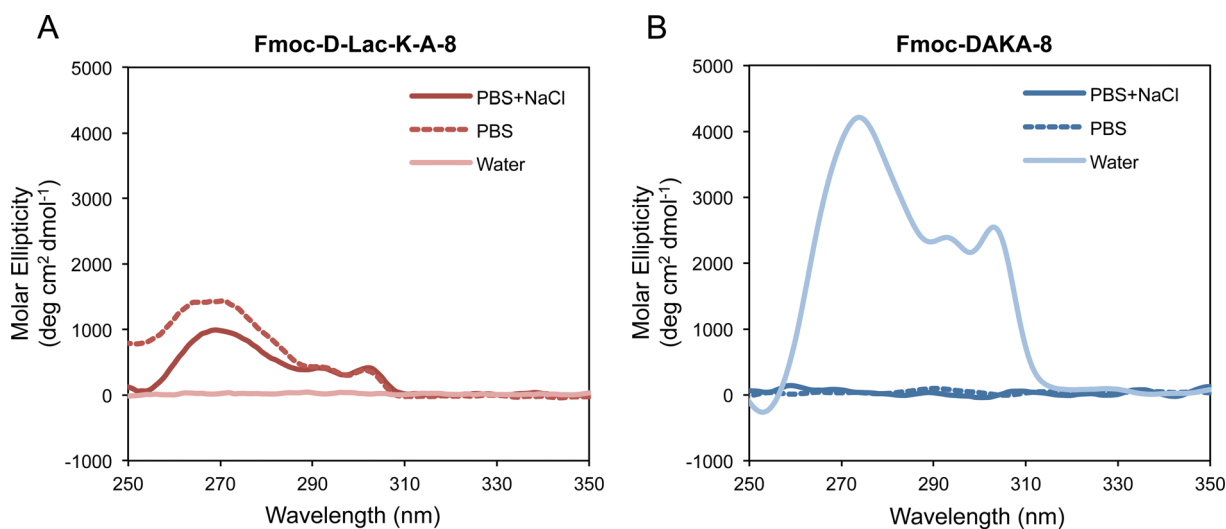 A
Fmoc-D-Lac-K-A-8
Molar Ellipticity
(deg cm² dmol⁻¹)
5000
4000
3000
2000
1000
0
-1000
PBS+NaCl
PBS
Water
250 270 290 310 330 350
Wavelength (nm)
B
Fmoc-DAKA-8
Molar Ellipticity
(deg cm² dmol⁻¹)
5000
4000
3000
2000
1000
0
-1000
PBS+NaCl
PBS
Water
250 270 290 310 330 350
Wavelength (nm)